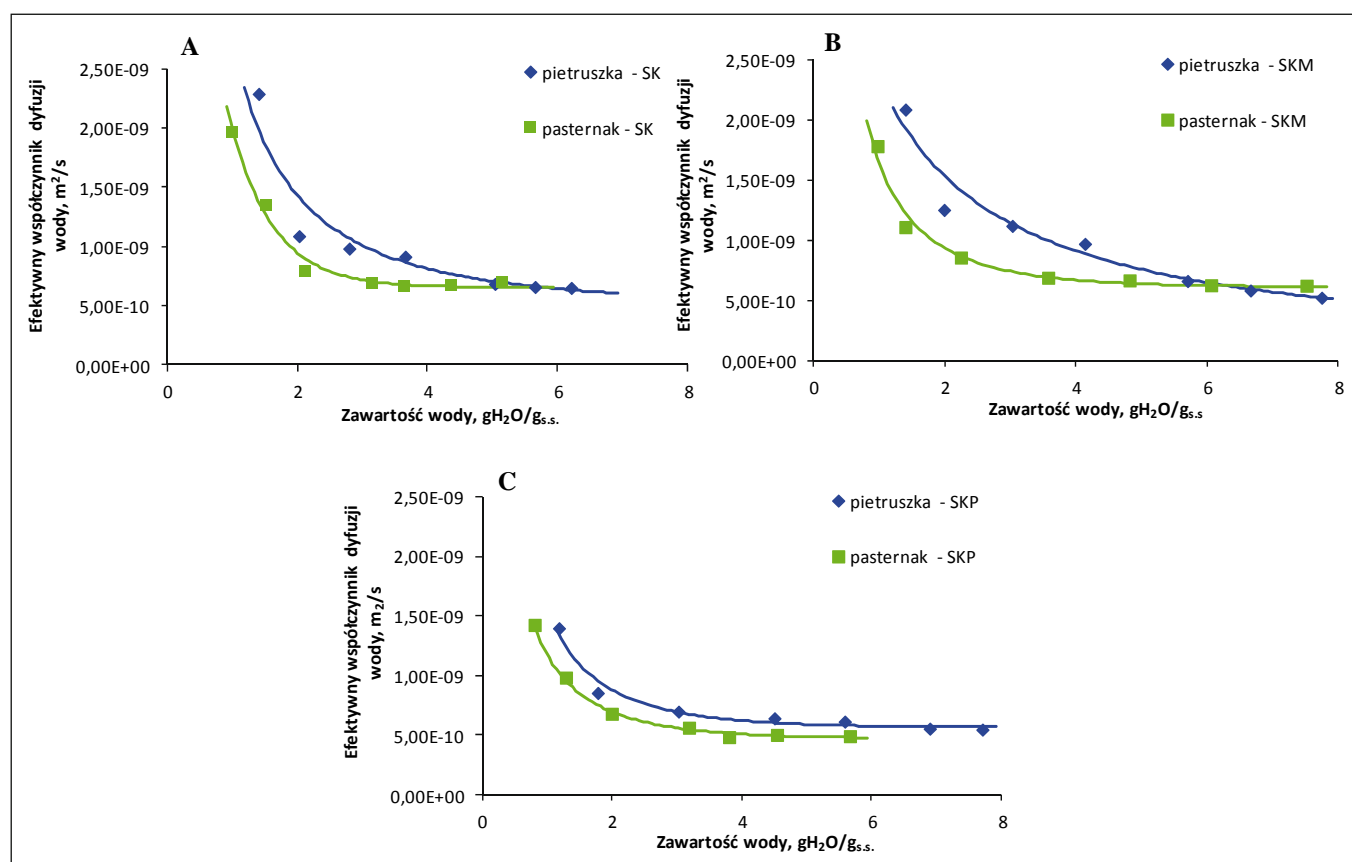 A
Efektywny współczynnik dyfuzji
wody, m²/s
2,50E-09
2,00E-09
1,50E-09
1,00E-09
5,00E-10
0,00E+00
0 2 4 6 8
Zawartość wody, gH₂O/gs.s.
pietruszka - SK
pasternak - SK
B
Efektywny współczynnik dyfuzji
wody, m²/s
2,50E-09
2,00E-09
1,50E-09
1,00E-09
5,00E-10
0,00E+00
0 2 4 6 8
Zawartość wody, gH₂O/gs.s
pietruszka - SKM
pasternak - SKM
C
Efektywny współczynnik dyfuzji
wody, m₂/s
2,50E-09
2,00E-09
1,50E-09
1,00E-09
5,00E-10
0,00E+00
0 2 4 6 8
Zawartość wody, gH₂O/gs.s.
pietruszka - SKP
pasternak - SKP